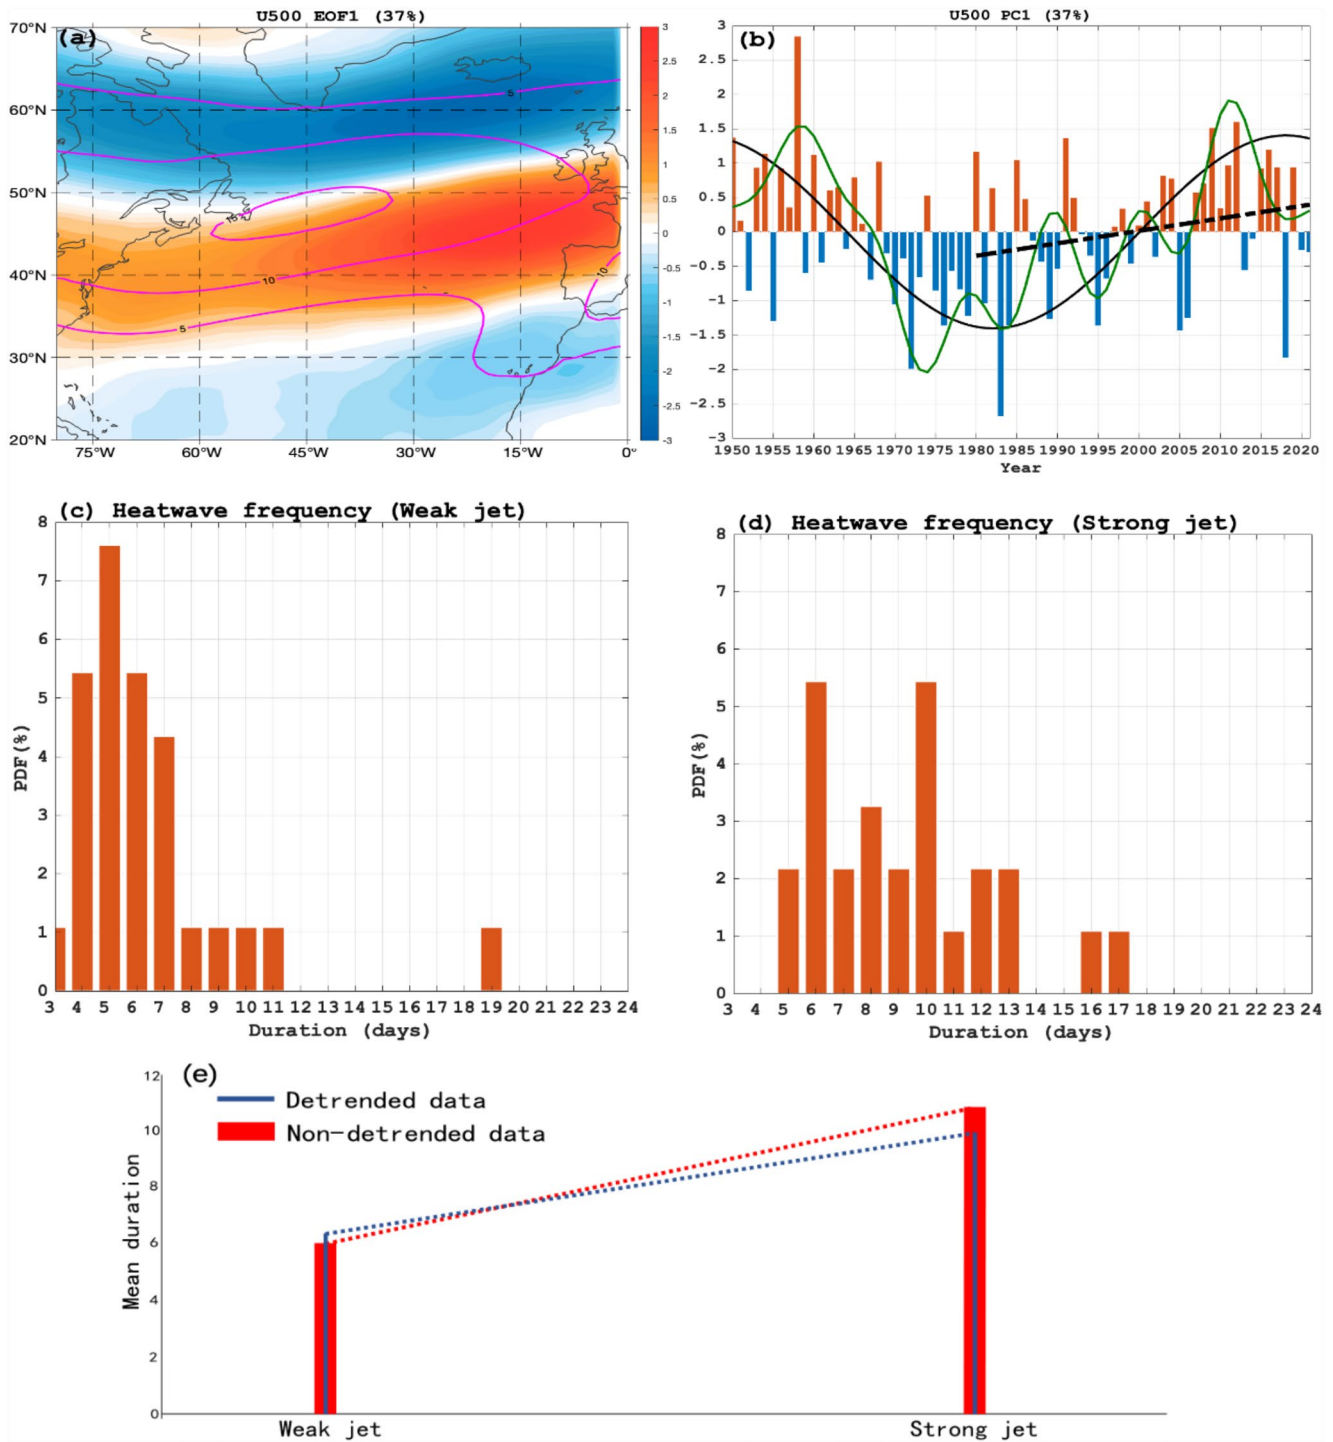 U500 EOF1 (37%)
(a)
70°N
60°N
50°N
40°N
30°N
20°N
75°W 60°W 45°W 30°W 15°W 0°
5
15
10
5
10
3
2.5
2
1.5
1
0.5
0
-0.5
-1
-1.5
-2
-2.5
-3
U500 PC1 (37%)
(b)
3
2.5
2
1.5
1
0.5
0
-0.5
-1
-1.5
-2
-2.5
-3
1950 1955 1960 1965 1970 1975 1980 1985 1990 1995 2000 2005 2010 2015 2020
Year
(c) Heatwave frequency (Weak jet)
8
7
6
5
4
3
2
1
0
PDF(%)
3 4 5 6 7 8 9 10 11 12 13 14 15 16 17 18 19 20 21 22 23 24
Duration (days)
(d) Heatwave frequency (Strong jet)
8
7
6
5
4
3
2
1
0
PDF(%)
3 4 5 6 7 8 9 10 11 12 13 14 15 16 17 18 19 20 21 22 23 24
Duration (days)
(e)
Detrended data
Non-detrended data
12
10
8
6
4
2
0
Mean duration
Weak jet Strong jet